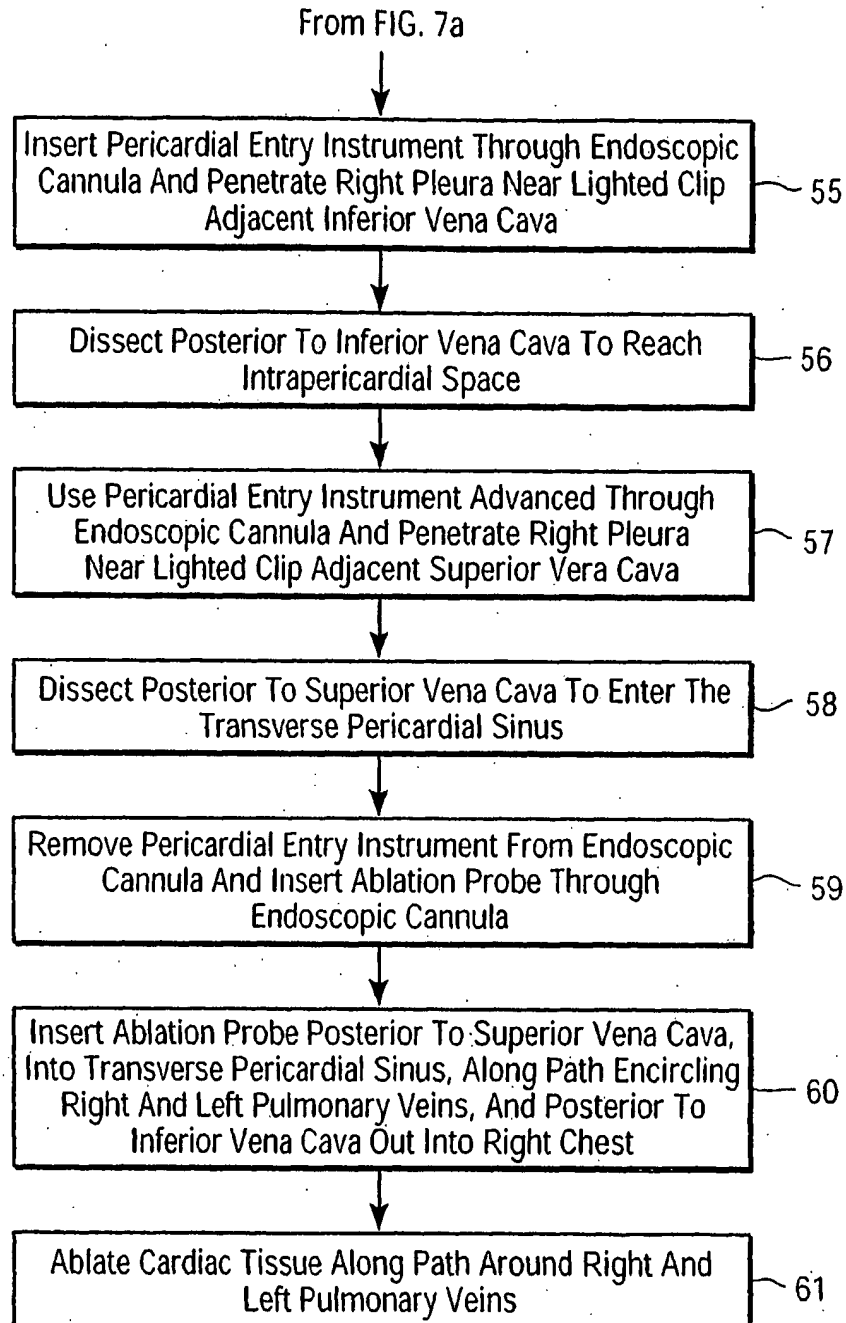 From FIG. 7a
Insert Pericardial Entry Instrument Through Endoscopic
Cannula And Penetrate Right Pleura Near Lighted Clip
Adjacent Inferior Vena Cava
55
Dissect Posterior To Inferior Vena Cava To Reach
Intrapericardial Space
56
Use Pericardial Entry Instrument Advanced Through
Endoscopic Cannula And Penetrate Right Pleura
Near Lighted Clip Adjacent Superior Vera Cava
57
Dissect Posterior To Superior Vena Cava To Enter The
Transverse Pericardial Sinus
58
Remove Pericardial Entry Instrument From Endoscopic
Cannula And Insert Ablation Probe Through
Endoscopic Cannula
59
Insert Ablation Probe Posterior To Superior Vena Cava,
Into Transverse Pericardial Sinus, Along Path Encircling
Right And Left Pulmonary Veins, And Posterior To
Inferior Vena Cava Out Into Right Chest
60
Ablate Cardiac Tissue Along Path Around Right And
Left Pulmonary Veins
61